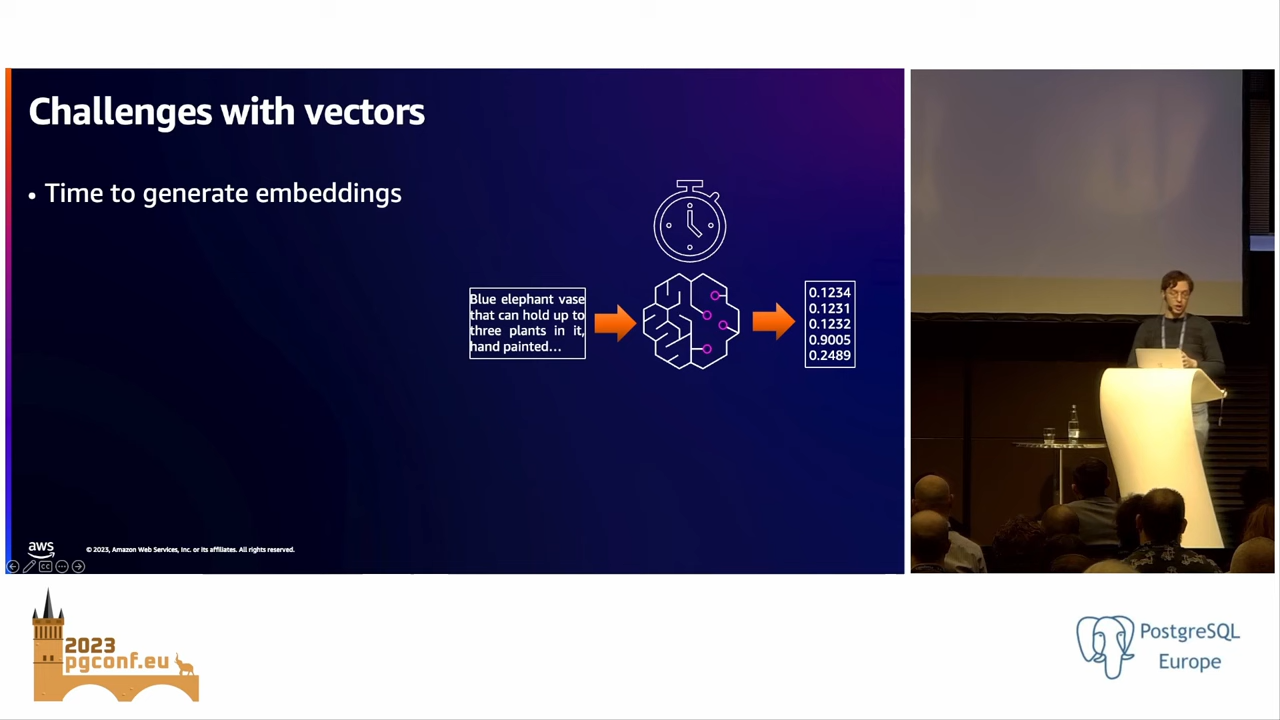 Challenges with vectors
• Time to generate embeddings
Blue elephant vase
that can hold up to
three plants in it,
hand painted...
0.1234
0.1231
0.1232
0.9005
0.2489
aws
© 2023, Amazon Web Services, Inc. or its affiliates. All rights reserved.
CC
2023
pgconf.eu
PostgreSQL
Europe